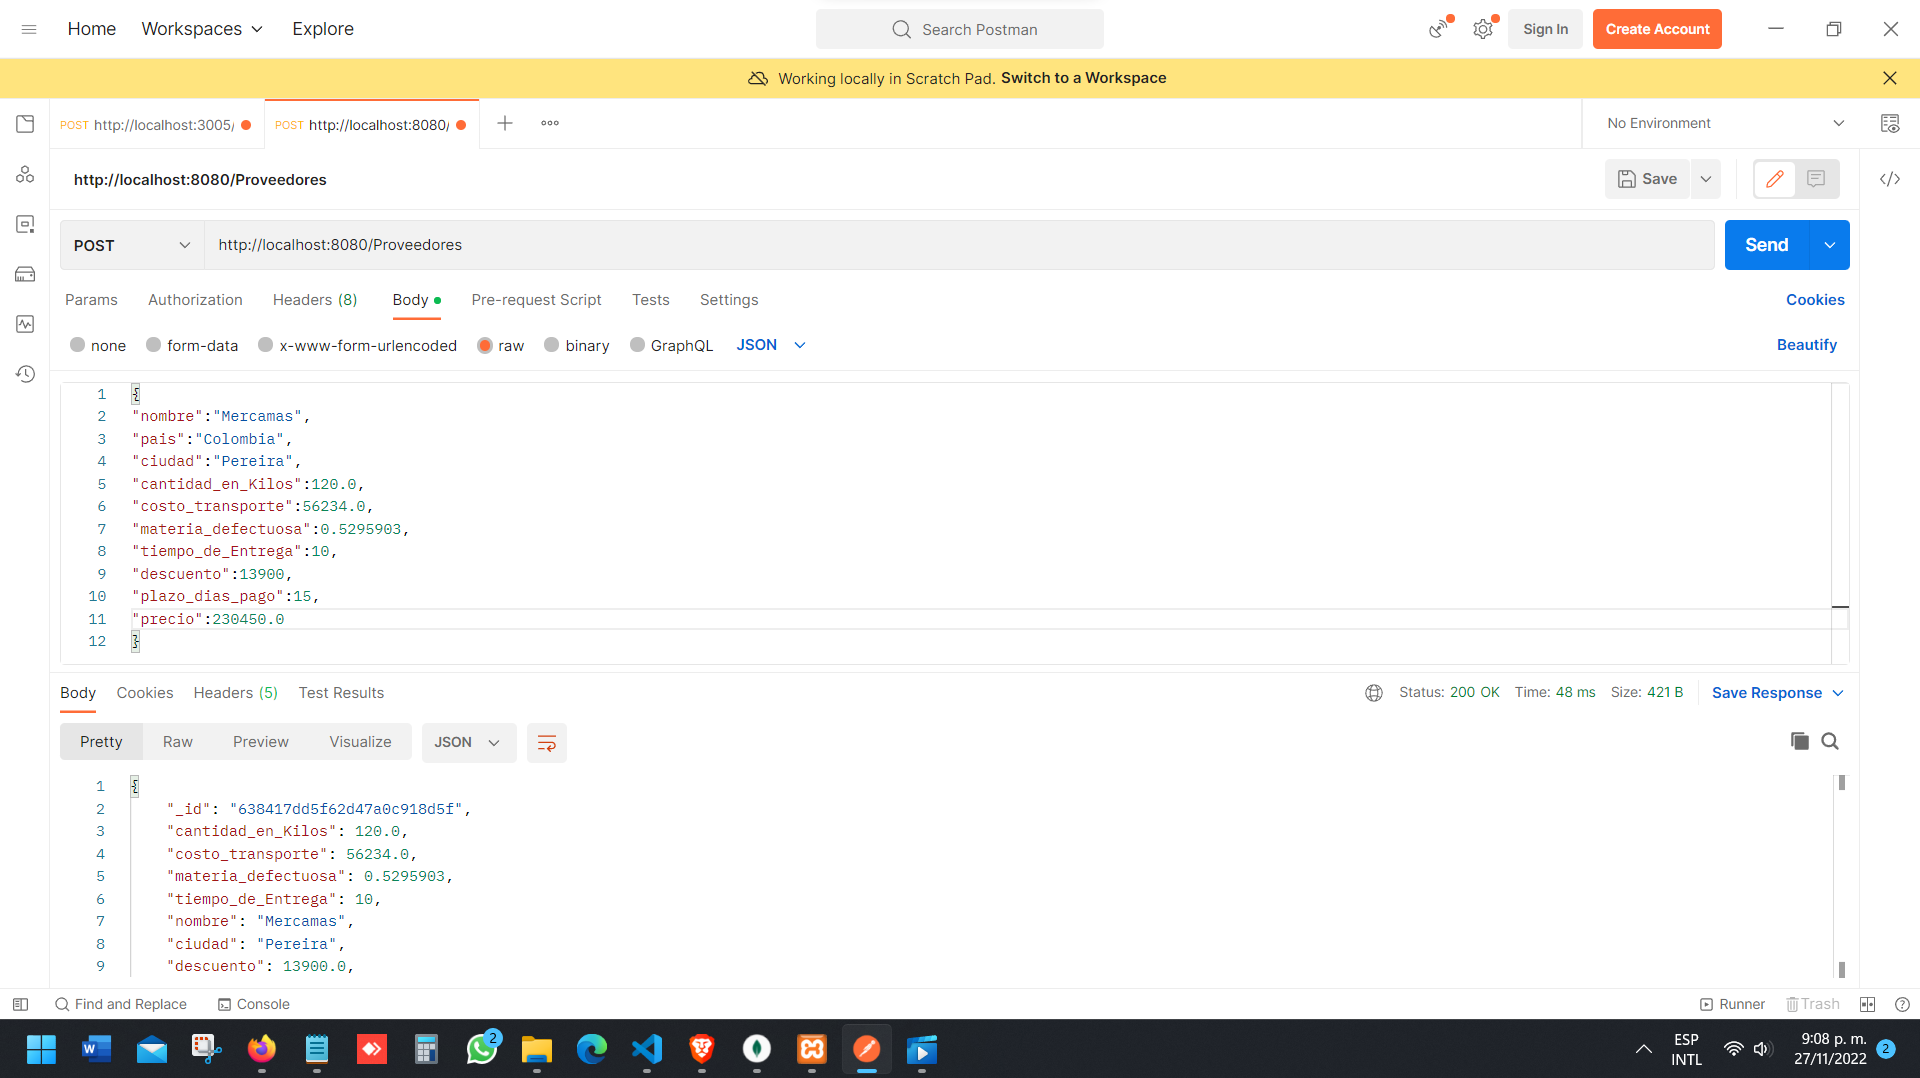 Home Workspaces Explore Search Postman Sign In Create Account
Working locally in Scratch Pad. Switch to a Workspace
POST http://localhost:3005/ POST http://localhost:8080/ No Environment
http://localhost:8080/Proveedores Save
POST http://localhost:8080/Proveedores Send
Params Authorization Headers (8) Body Pre-request Script Tests Settings Cookies
none form-data x-www-form-urlencoded raw binary GraphQL JSON Beautify
1 {
2 "nombre":"Mercamas",
3 "pais":"Colombia",
4 "ciudad":"Pereira",
5 "cantidad_en_Kilos":120.0,
6 "costo_transporte":56234.0,
7 "materia_defectuosa":0.5295903,
8 "tiempo_de_Entrega":10,
9 "descuento":13900,
10 "plazo_dias_pago":15,
11 "precio":230450.0
12 }
Body Cookies Headers (5) Test Results Status: 200 OK Time: 48 ms Size: 421 B Save Response
Pretty Raw Preview Visualize JSON
1 {
2 "_id": "638417dd5f62d47a0c918d5f",
3 "cantidad_en_Kilos": 120.0,
4 "costo_transporte": 56234.0,
5 "materia_defectuosa": 0.5295903,
6 "tiempo_de_Entrega": 10,
7 "nombre": "Mercamas",
8 "ciudad": "Pereira",
9 "descuento": 13900.0,
Find and Replace Console Runner Trash
2
ESP 9:08 p. m.
INTL 27/11/2022 2